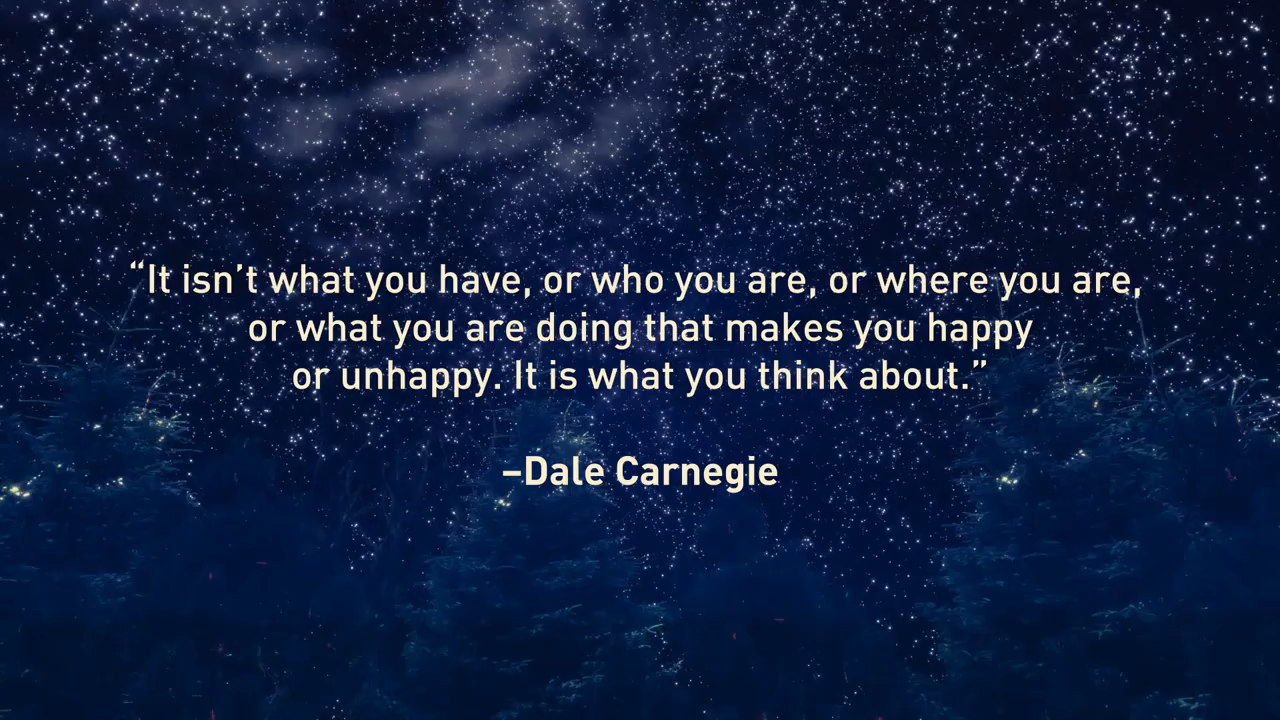 “It isn’t what you have, or who you are, or where you are,
or what you are doing that makes you happy
or unhappy. It is what you think about.”
–Dale Carnegie